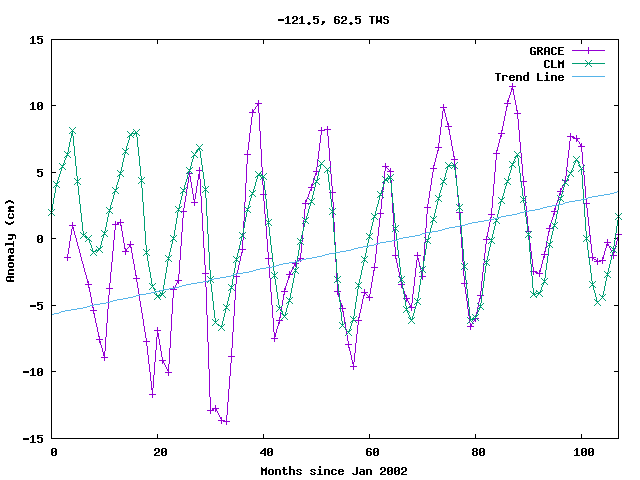 -121.5, 62.5 TWS
15
10
5
0
-5
-10
-15
Anomaly (cm)
GRACE
CLM
Trend Line
0 20 40 60 80 100
Months since Jan 2002